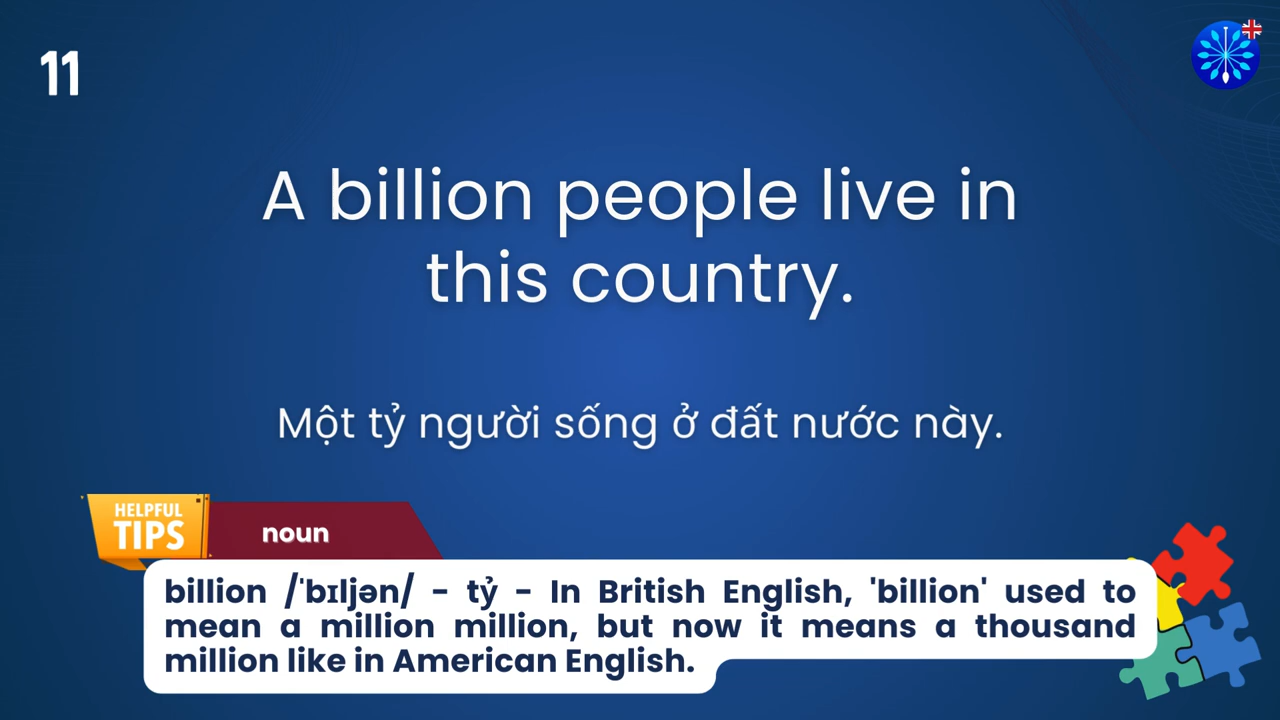 11
A billion people live in
this country.
Một tỷ người sống ở đất nước này.
HELPFUL
TIPS
noun
billion /ˈbɪljən/ - tỷ - In British English, 'billion' used to
mean a million million, but now it means a thousand
million like in American English.